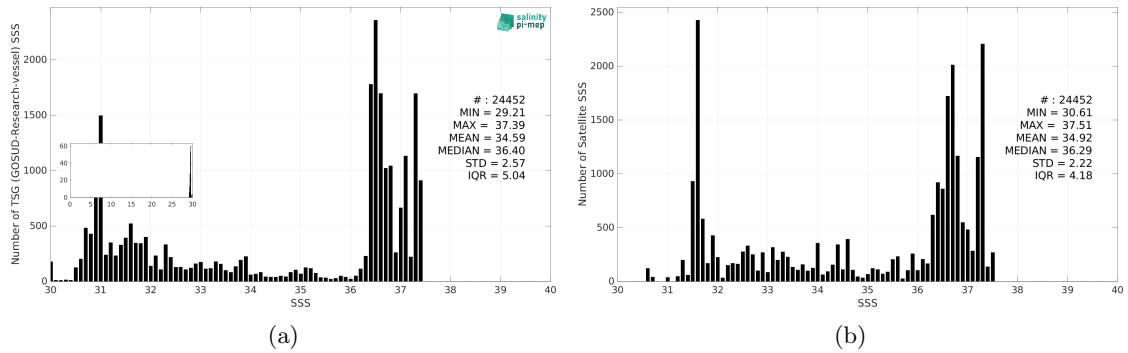 salinity
pi-mep
Number of TSG (GOSUD-Research-vessel) SSS
2000
1500
1000
500
0
# : 24452
MIN = 29.21
MAX = 37.39
MEAN = 34.59
MEDIAN = 36.40
STD = 2.57
IQR = 5.04
60
40
20
0
0 5 10 15 20 25 30
30 31 32 33 34 35 36 37 38 39 40
SSS
(a)
Number of Satellite SSS
2500
2000
1500
1000
500
0
# : 24452
MIN = 30.61
MAX = 37.51
MEAN = 34.92
MEDIAN = 36.29
STD = 2.22
IQR = 4.18
30 31 32 33 34 35 36 37 38 39 40
SSS
(b)